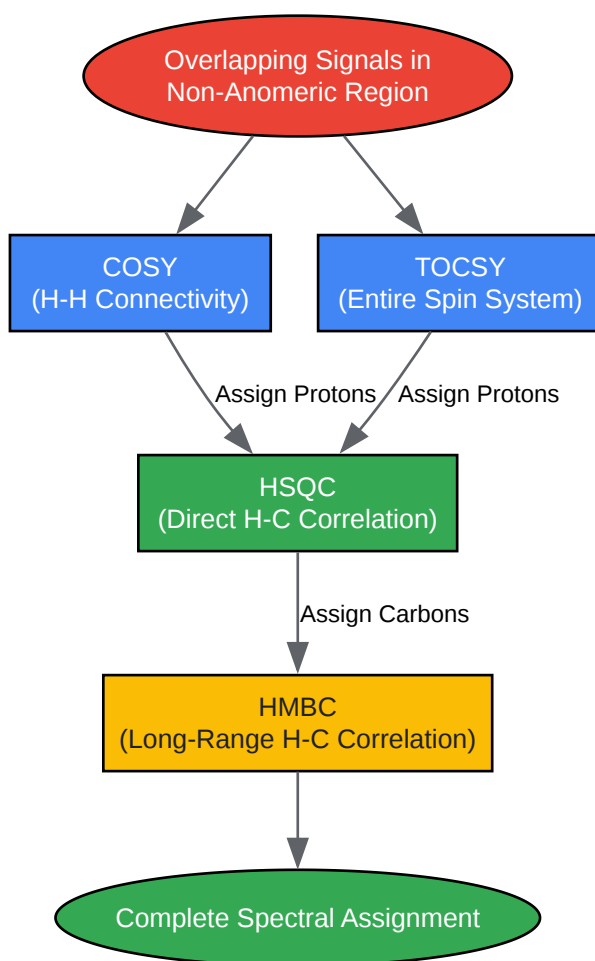 Overlapping Signals in
Non-Anomeric Region
COSY
(H-H Connectivity)
TOCSY
(Entire Spin System)
Assign Protons
Assign Protons
HSQC
(Direct H-C Correlation)
Assign Carbons
HMBC
(Long-Range H-C Correlation)
Complete Spectral Assignment